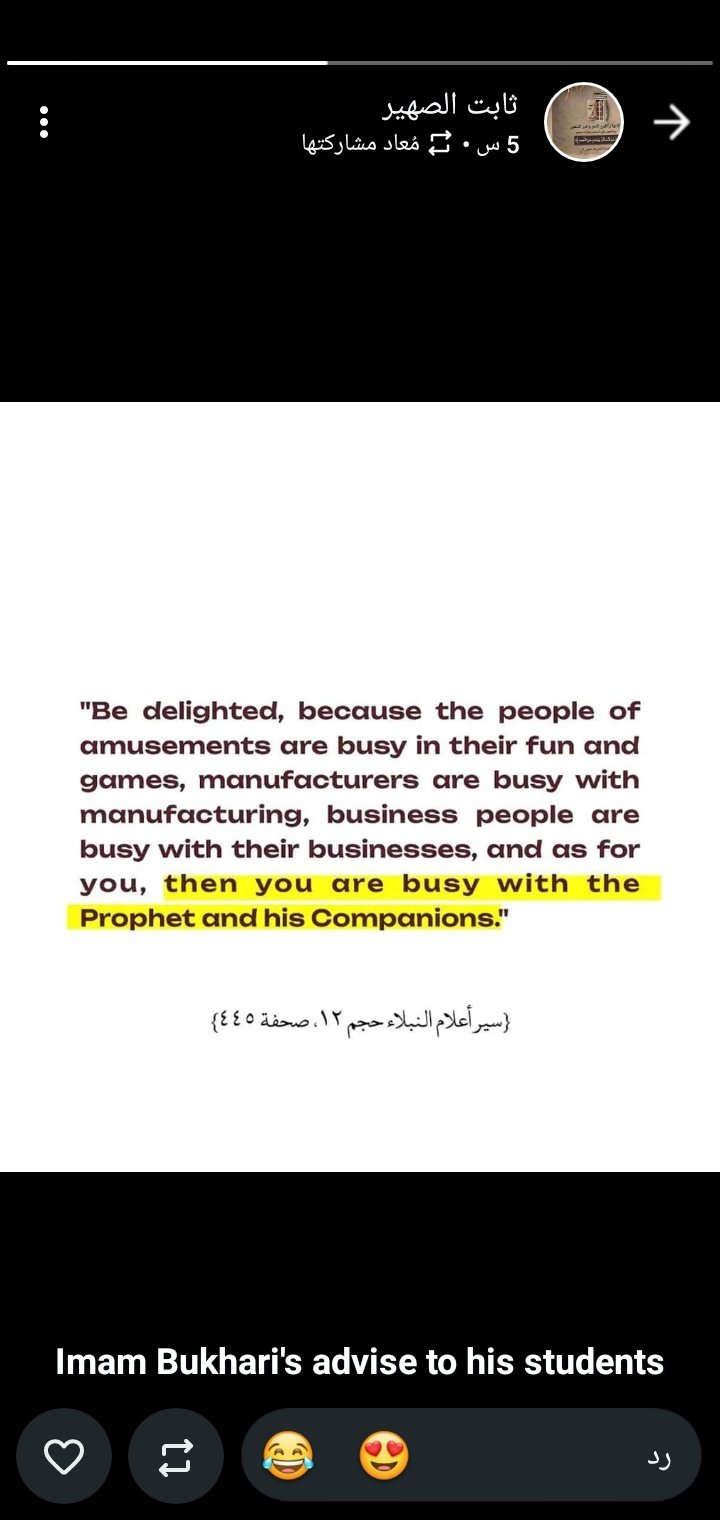 ثابت الصهير
5 س • مُعاد مشاركتها
"Be delighted, because the people of
amusements are busy in their fun and
games, manufacturers are busy with
manufacturing, business people are
busy with their businesses, and as for
you, then you are busy with the
Prophet and his Companions."
{سير أعلام النبلاء حجم ١٢، صحفة ٤٤٥}
Imam Bukhari's advise to his students
رد